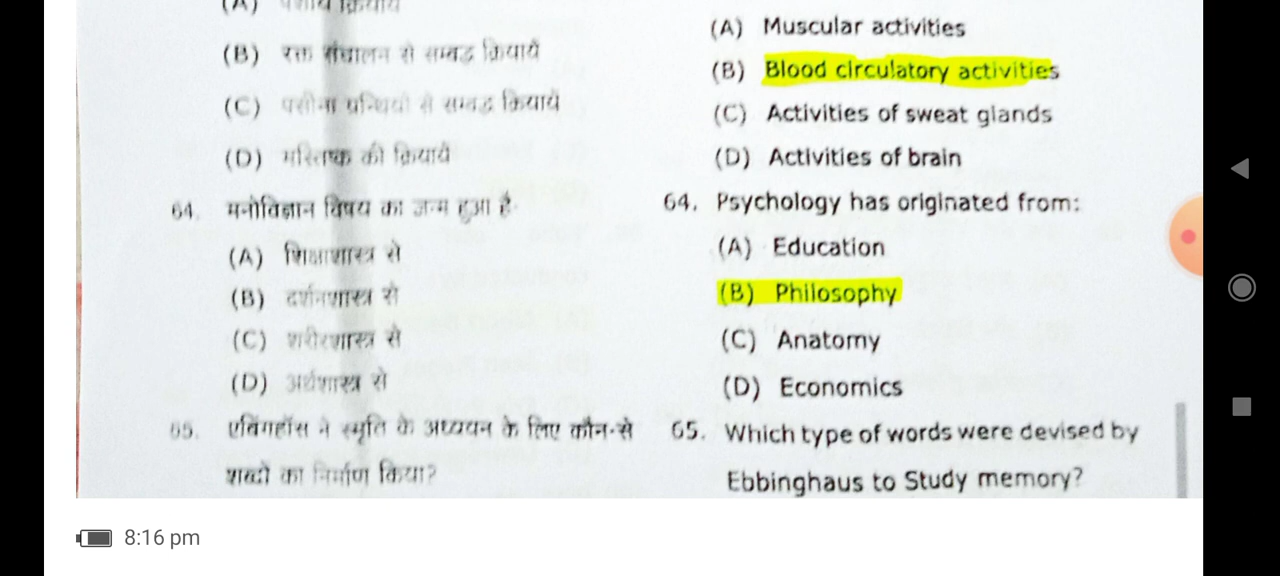 (A) पेशीय क्रियायें
(B) रक्त संचालन से सम्बद्ध क्रियायें
(C) पसीना ग्रन्थियों से सम्बद्ध क्रियायें
(D) मस्तिष्क की क्रियायें
64. मनोविज्ञान विषय का जन्म हुआ है-
(A) शिक्षाशास्त्र से
(B) दर्शनशास्त्र से
(C) शरीरशास्त्र से
(D) अर्थशास्त्र से
65. एबिंगहॉस ने स्मृति के अध्ययन के लिए कौन-से
शब्दों का निर्माण किया?
(A) Muscular activities
(B) Blood circulatory activities
(C) Activities of sweat glands
(D) Activities of brain
64. Psychology has originated from:
(A) Education
(B) Philosophy
(C) Anatomy
(D) Economics
65. Which type of words were devised by
Ebbinghaus to Study memory?
8:16 pm